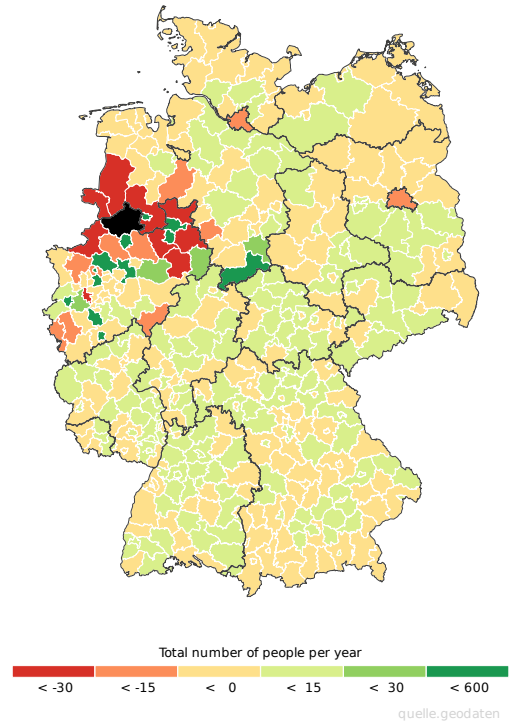 Total number of people per year
< -30 < -15 < 0 < 15 < 30 < 600
quelle.geodaten